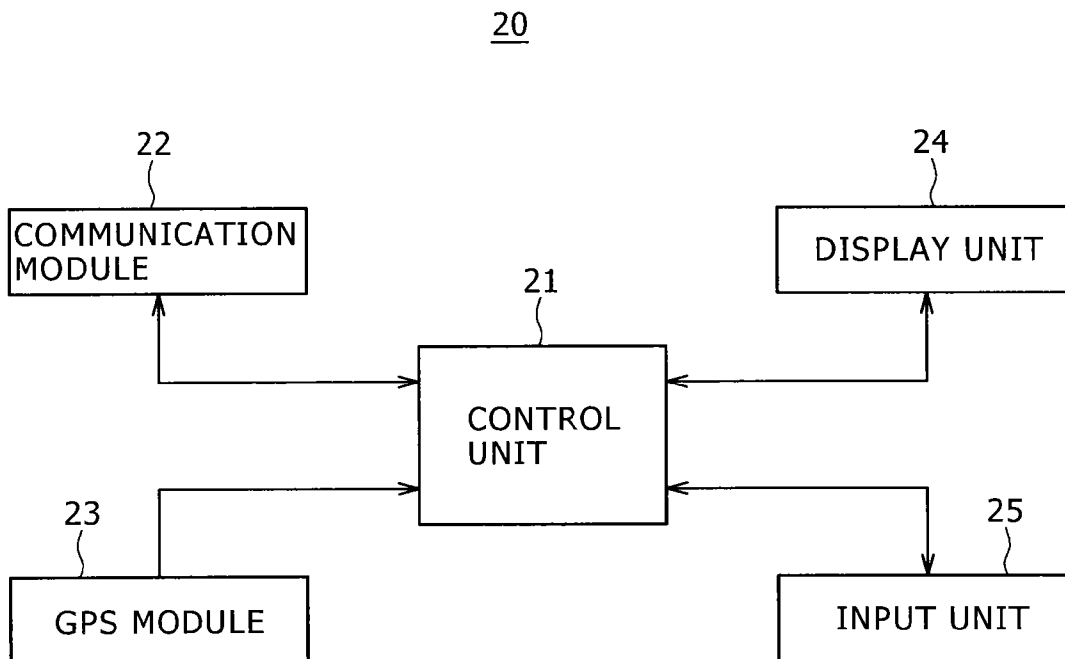 20
22
COMMUNICATION
MODULE
24
DISPLAY UNIT
21
CONTROL
UNIT
23
GPS MODULE
25
INPUT UNIT